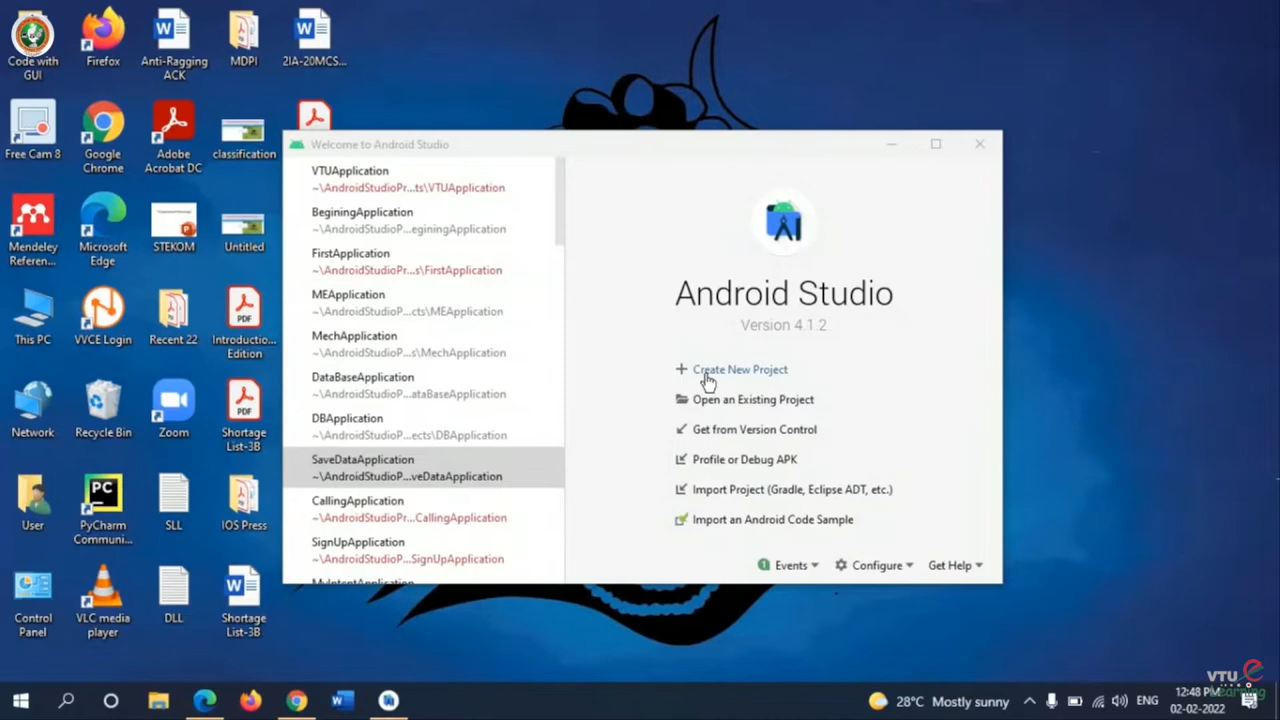 Code with
GUI
Firefox
Anti-Ragging
ACK
MDPI
2IA-20MCS...
Free Cam 8
Google
Chrome
Adobe
Acrobat DC
classification
Mendeley
Referen...
Microsoft
Edge
STEKOM
Untitled
This PC
VVCE Login
Recent 22
PDF
Introductio...
Edition
Network
Recycle Bin
Zoom
PDF
Shortage
List-3B
User
PC
PyCharm
Communi...
SLL
IOS Press
Control
Panel
VLC media
player
DLL
Shortage
List-3B
Welcome to Android Studio
VTUApplication
~\AndroidStudioPr...ts\VTUApplication
BeginingApplication
~\AndroidStudioP...eginingApplication
FirstApplication
~\AndroidStudioPr...s\FirstApplication
MEApplication
~\AndroidStudioP...cts\MEApplication
MechApplication
~\AndroidStudioP...s\MechApplication
DataBaseApplication
~\AndroidStudioP...ataBaseApplication
DBApplication
~\AndroidStudioP...ects\DBApplication
SaveDataApplication
~\AndroidStudioP...veDataApplication
CallingApplication
~\AndroidStudioPr...CallingApplication
SignUpApplication
~\AndroidStudioP...SignUpApplication
MyIntentApplication
Android Studio
Version 4.1.2
Create New Project
Open an Existing Project
Get from Version Control
Profile or Debug APK
Import Project (Gradle, Eclipse ADT, etc.)
Import an Android Code Sample
Events
Configure
Get Help
28°C Mostly sunny
ENG
12:48 PM
02-02-2022
VTU e
Learning